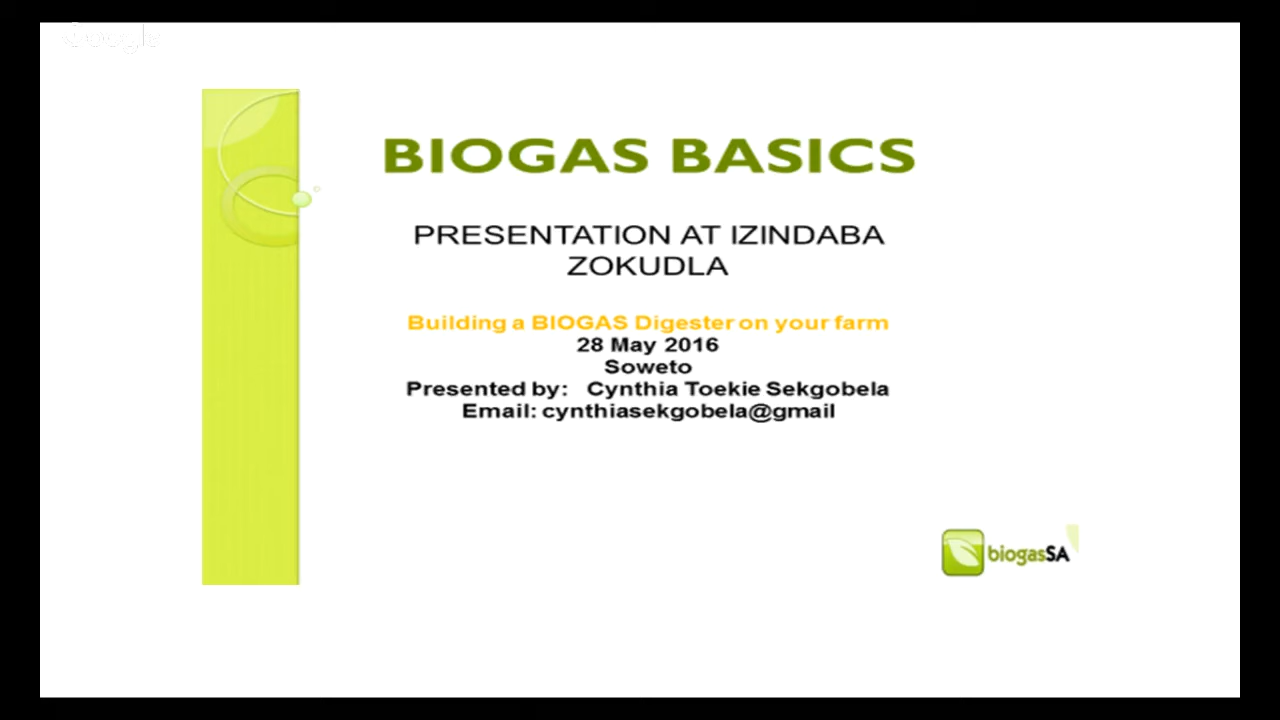 Google
BIOGAS BASICS
PRESENTATION AT IZINDABA
ZOKUDLA
Building a BIOGAS Digester on your farm
28 May 2016
Soweto
Presented by: Cynthia Toekie Sekgobela
Email: cynthiasekgobela@gmail
biogasSA